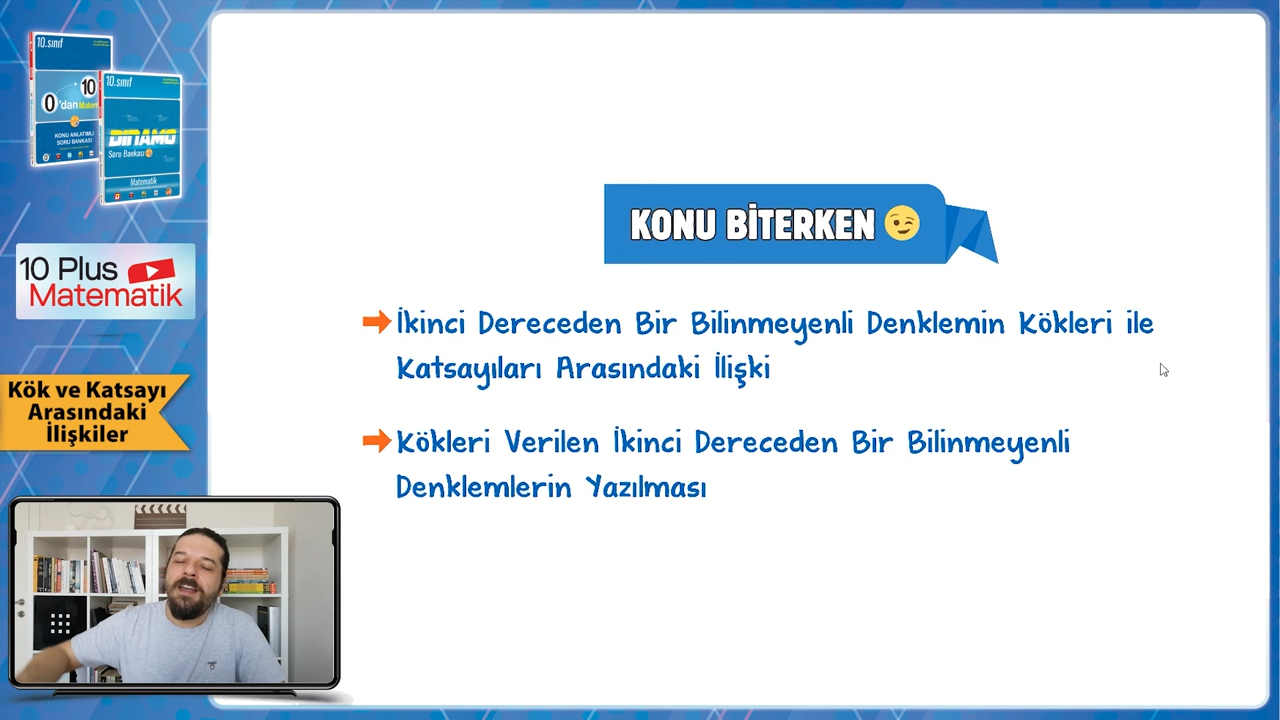 10.sınıf
0'dan 10
KONU ANLATIMLI
SORU BANKASI
10.sınıf
DİNAMO
Soru Bankası
Matematik
10 Plus
Matematik
Kök ve Katsayı
Arasındaki
İlişkiler
KONU BİTERKEN 😉
İkinci Dereceden Bir Bilinmeyenli Denklemin Kökleri ile
Katsayıları Arasındaki İlişki
Kökleri Verilen İkinci Dereceden Bir Bilinmeyenli
Denklemlerin Yazılması